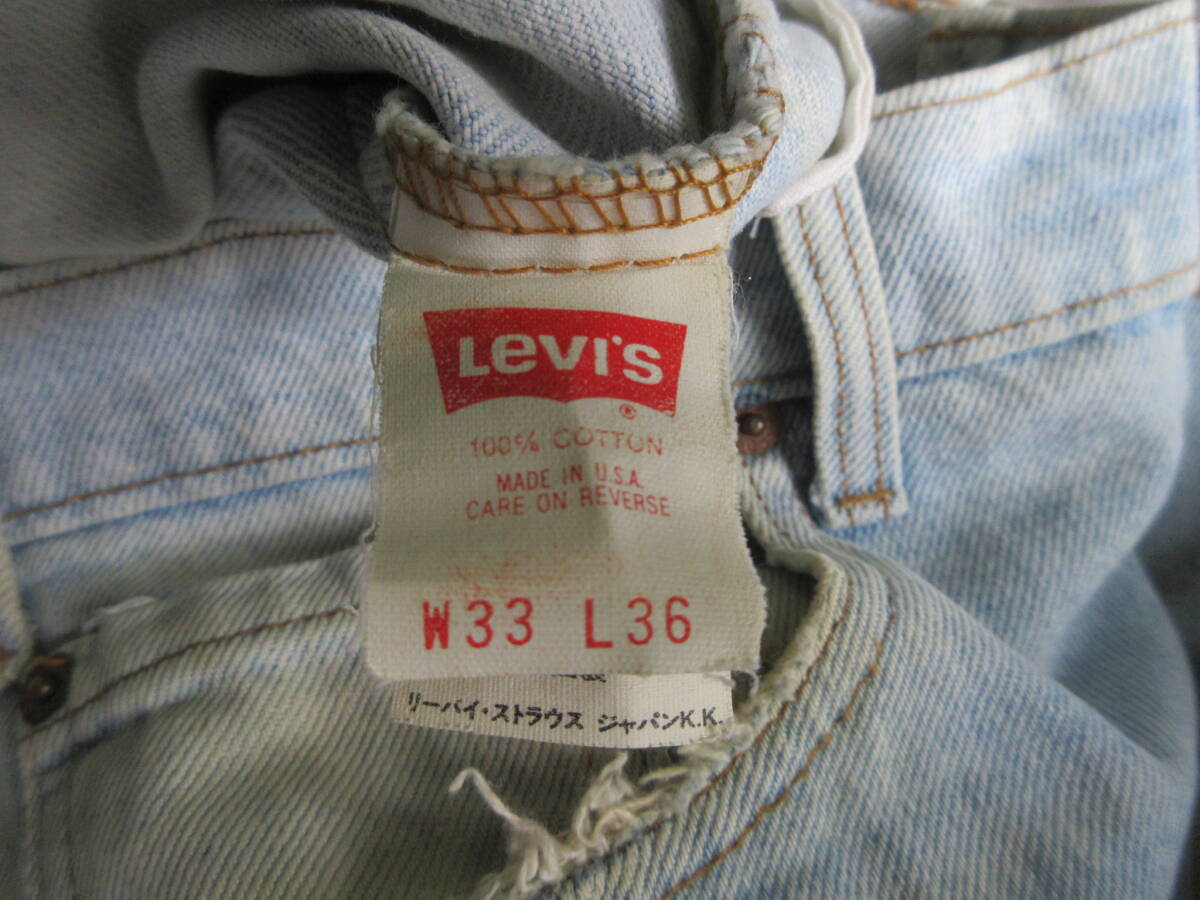 Levi's
®
100% COTTON
MADE IN U.S.A.
CARE ON REVERSE
W33 L36
リーバイ・ストラウス ジャパンK.K.